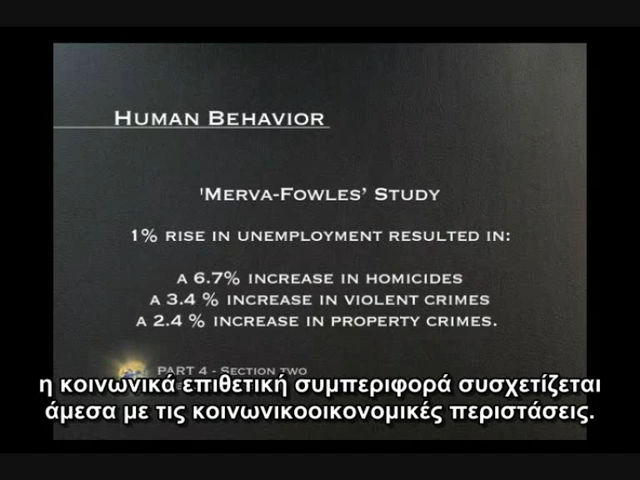 HUMAN BEHAVIOR
'MERVA-FOWLES' STUDY
1% RISE IN UNEMPLOYMENT RESULTED IN:
A 6.7% INCREASE IN HOMICIDES
A 3.4 % INCREASE IN VIOLENT CRIMES
A 2.4 % INCREASE IN PROPERTY CRIMES.
PART 4 - SECTION TWO
η κοινωνικά επιθετική συμπεριφορά συσχετίζεται
άμεσα με τις κοινωνικοοικονομικές περιστάσεις.